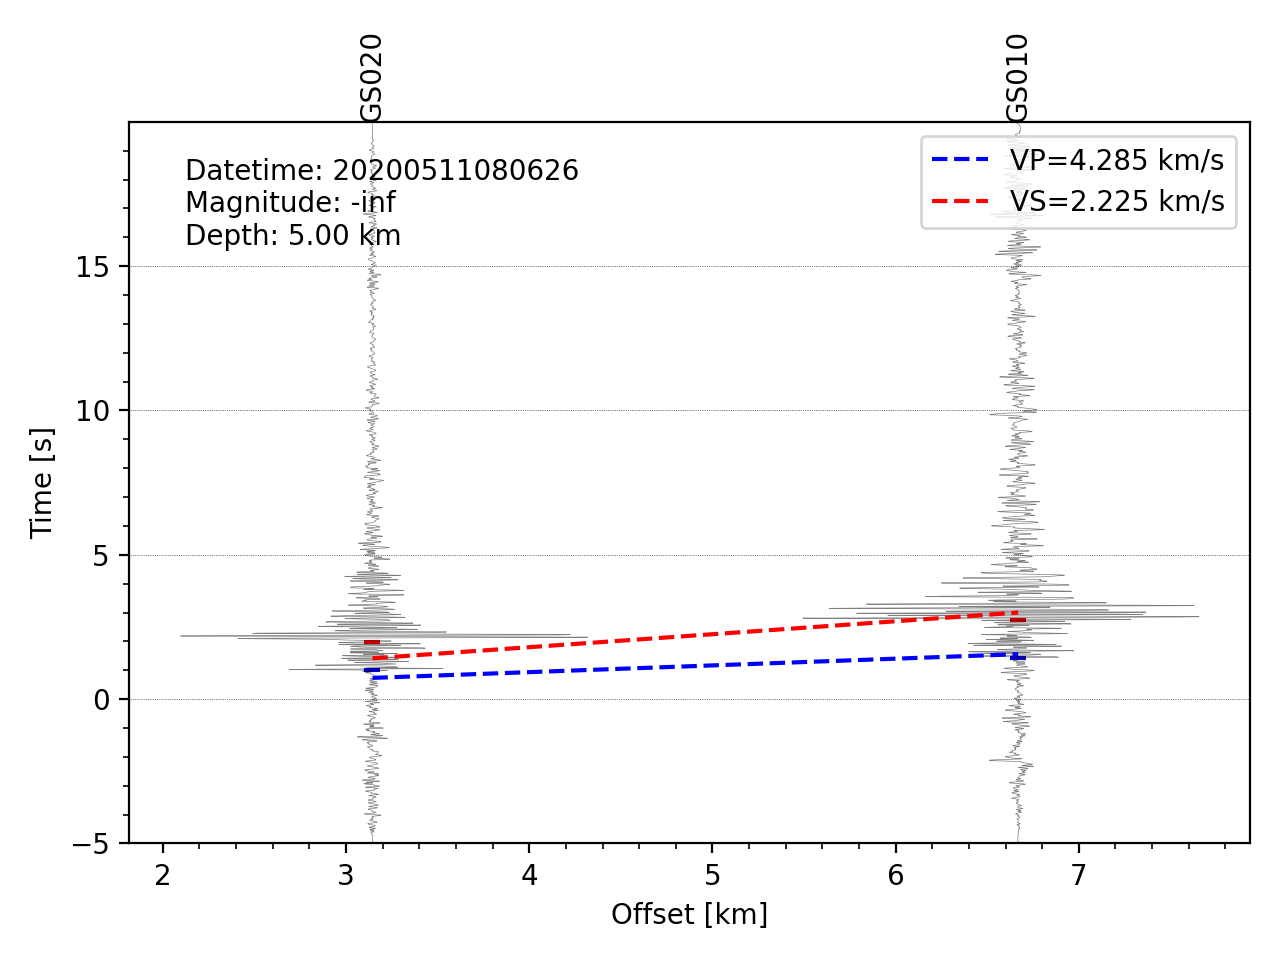 GS020
GS010
Datetime: 20200511080626
Magnitude: -inf
Depth: 5.00 km
VP=4.285 km/s
VS=2.225 km/s
15
10
5
0
−5
Time [s]
2 3 4 5 6 7
Offset [km]